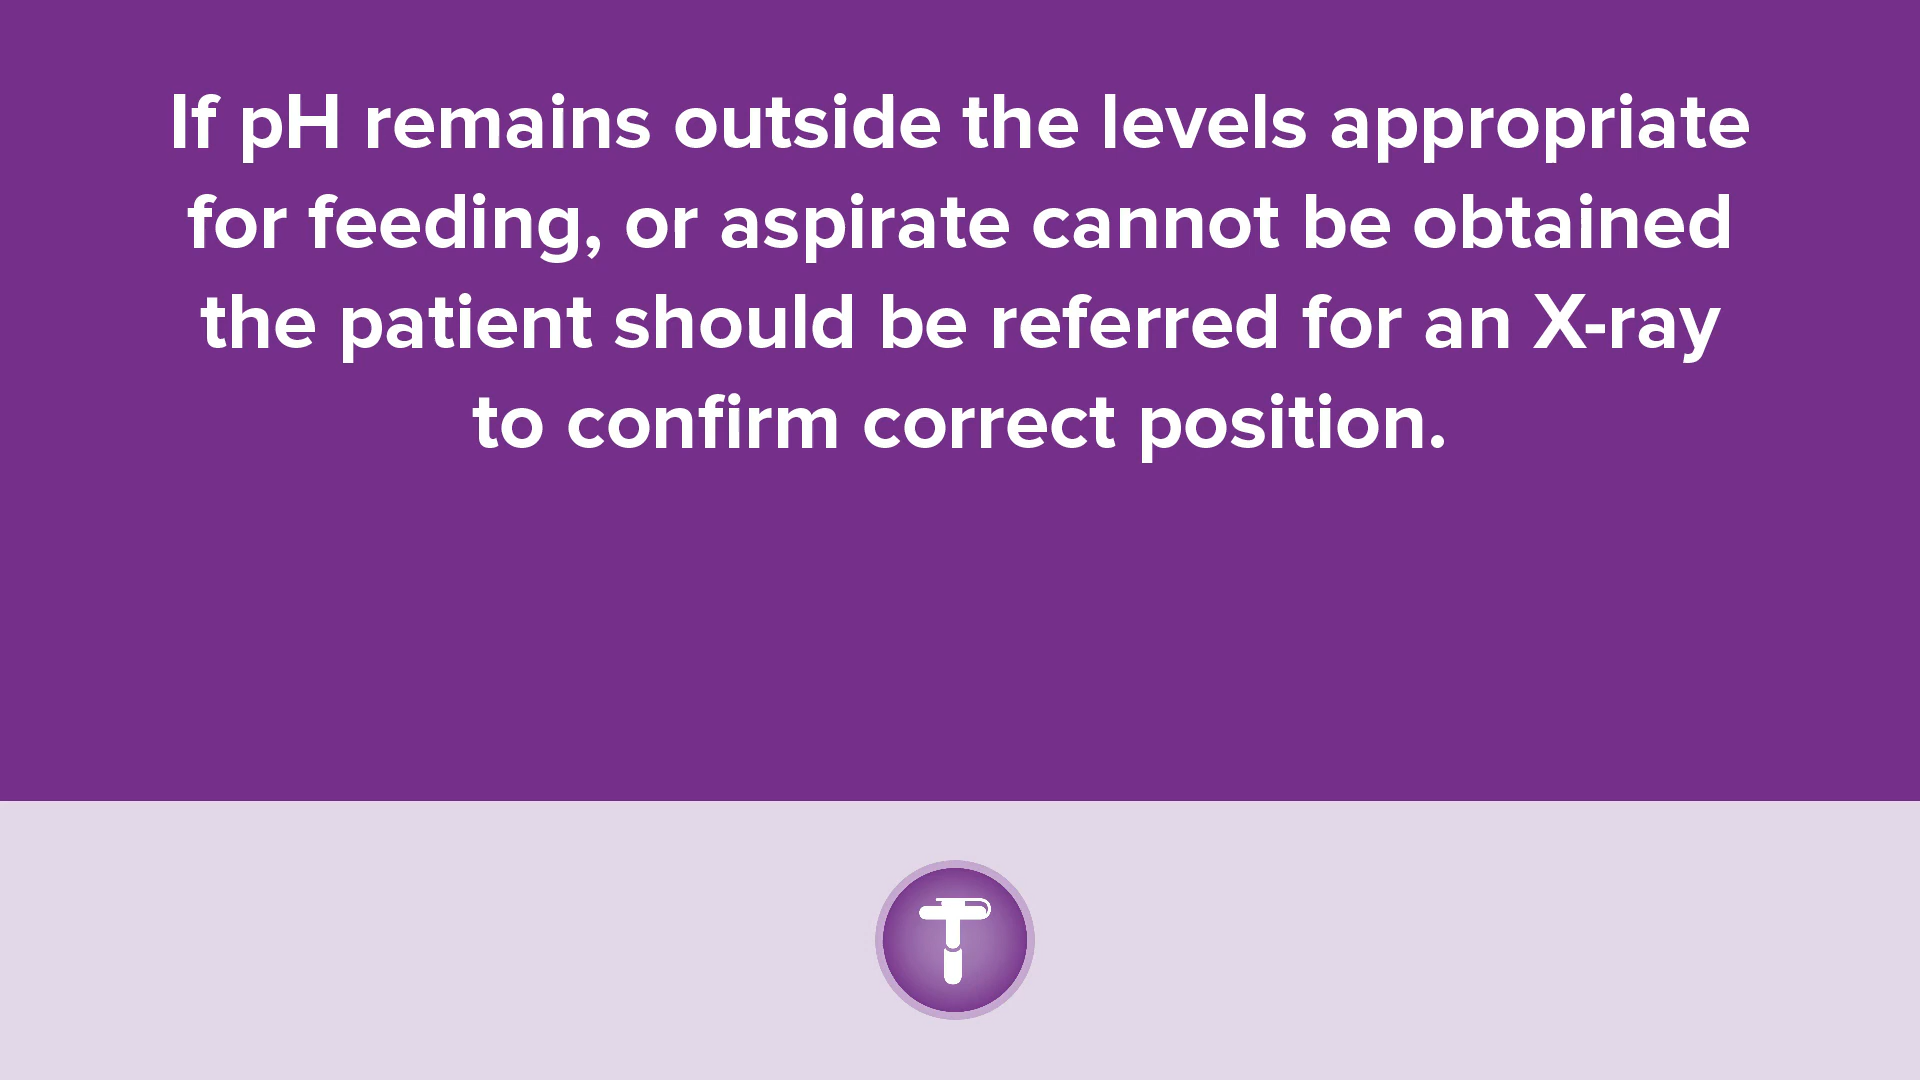 If pH remains outside the levels appropriate
for feeding, or aspirate cannot be obtained
the patient should be referred for an X-ray
to confirm correct position.